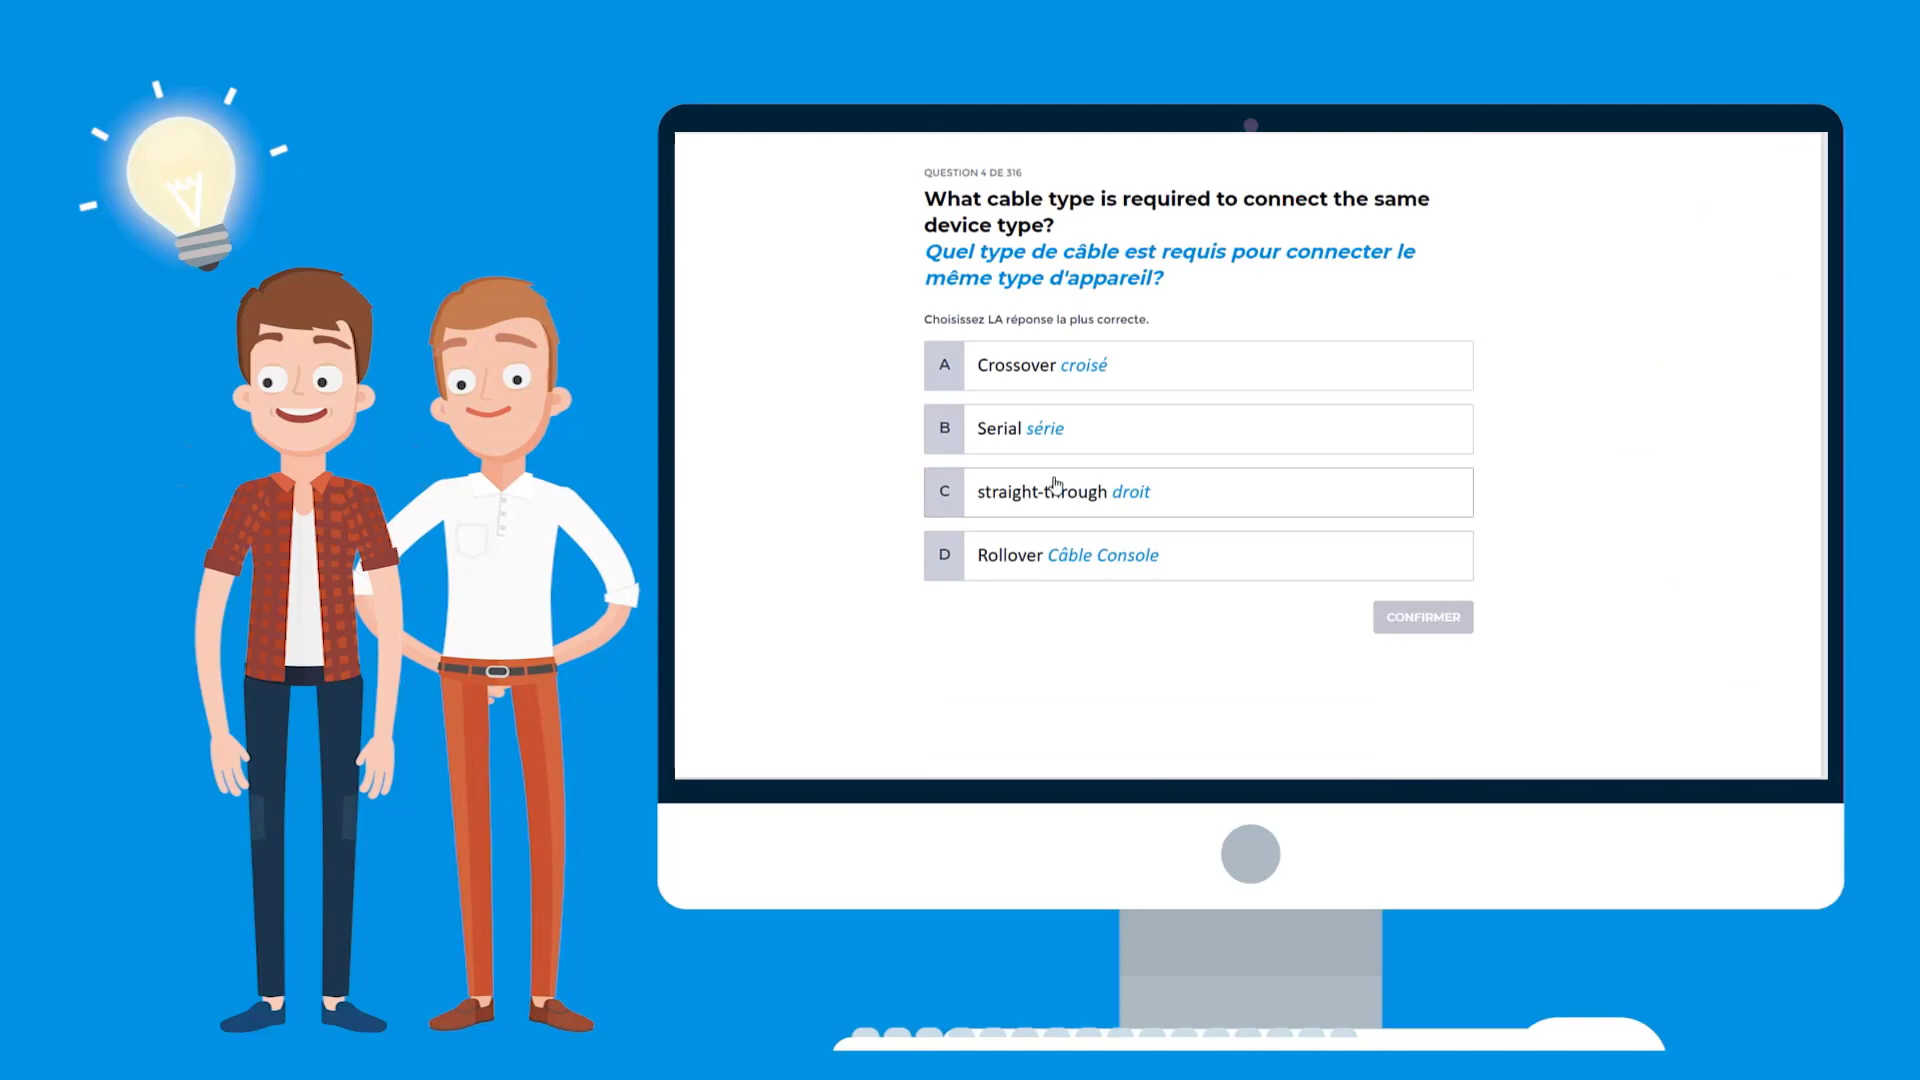 QUESTION 4 DE 316
What cable type is required to connect the same
device type?
Quel type de câble est requis pour connecter le
même type d'appareil?
Choisissez LA réponse la plus correcte.
A Crossover croisé
B Serial série
C straight-through droit
D Rollover Câble Console
CONFIRMER